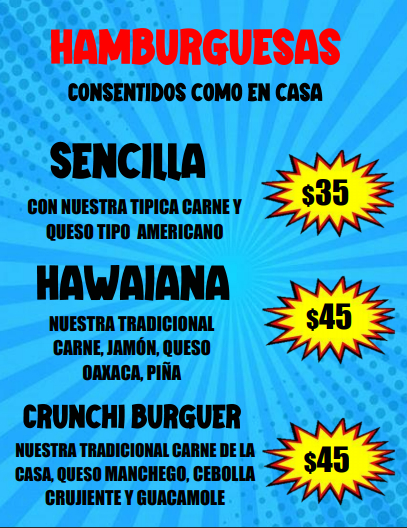 HAMBURGUESAS
CONSENTIDOS COMO EN CASA
SENCILLA
$35
CON NUESTRA TIPICA CARNE Y
QUESO TIPO AMERICANO
HAWAIANA
$45
NUESTRA TRADICIONAL
CARNE, JAMÓN, QUESO
OAXACA, PIÑA
CRUNCHI BURGUER
$45
NUESTRA TRADICIONAL CARNE DE LA
CASA, QUESO MANCHEGO, CEBOLLA
CRUJIENTE Y GUACAMOLE